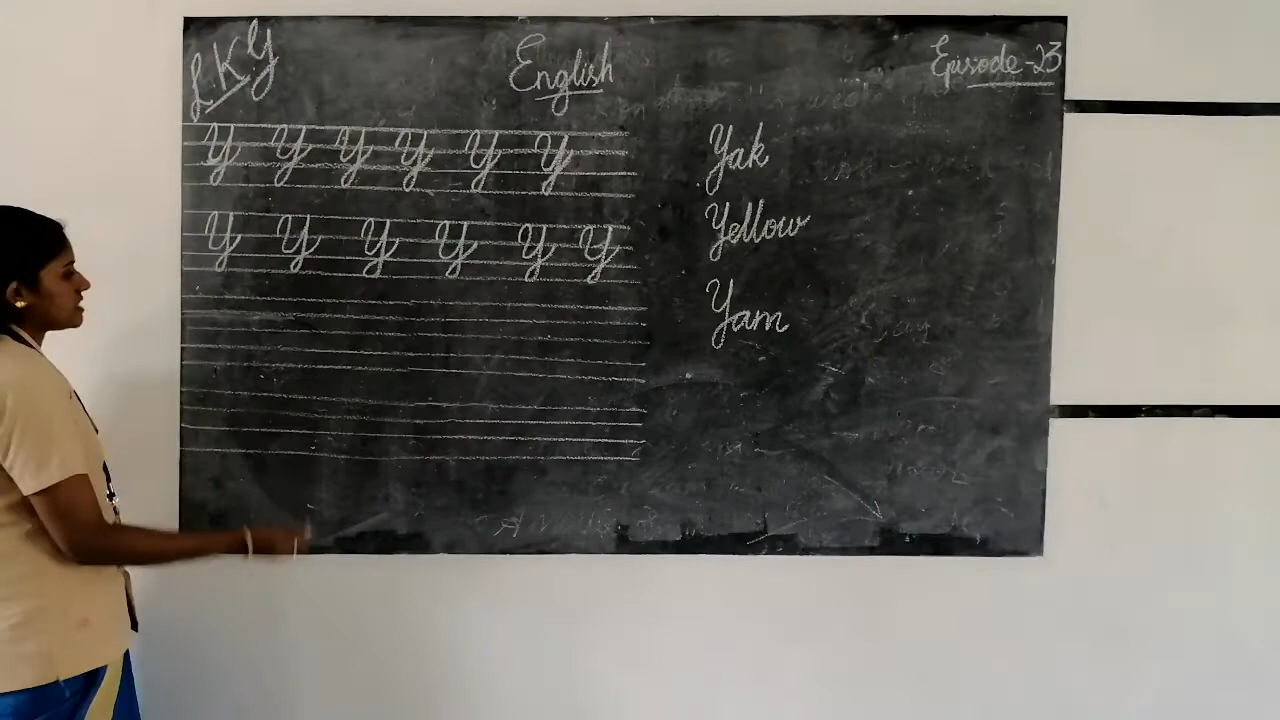 LKG
English
Episode-23
Y Y Y Y Y Y
Y Y Y Y Y Y
Yak
Yellow
Yam